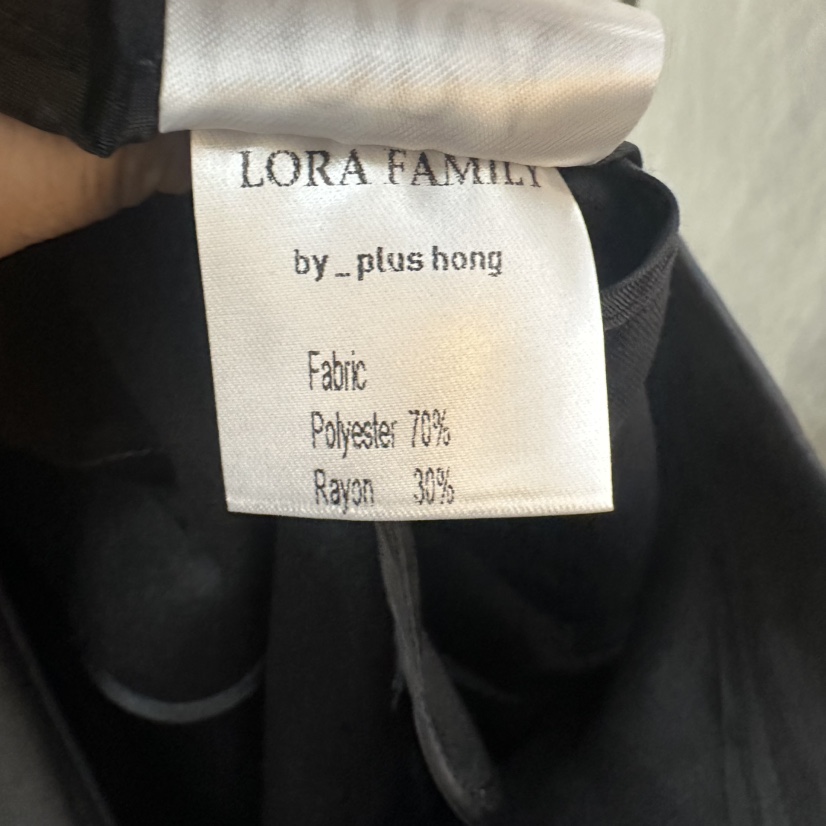 LORA FAMILY
by_plus hong
Fabric
Polyester 70%
Rayon 30%